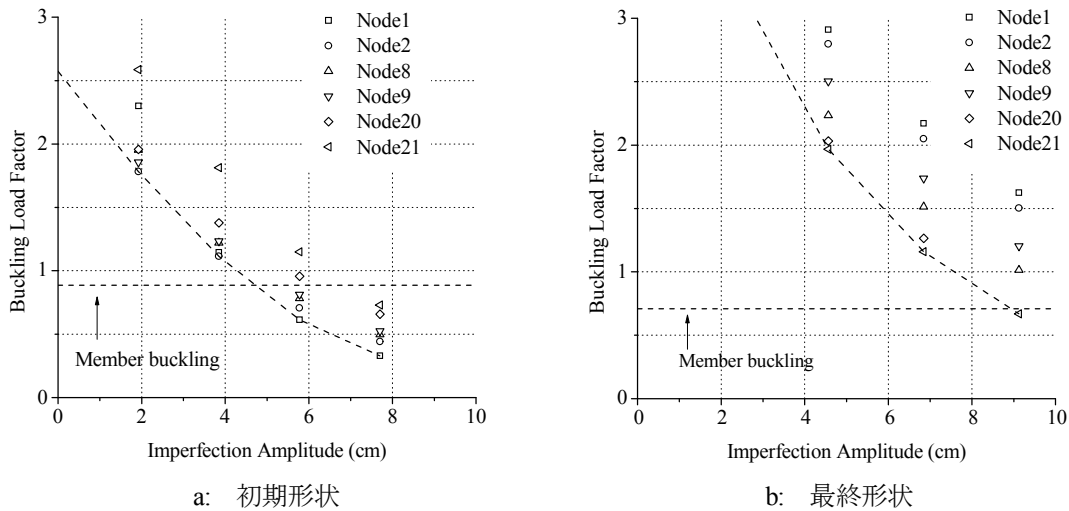 3
2
1
0
0
2
4
6
8
10
Buckling Load Factor
Imperfection Amplitude (cm)
Node1
Node2
Node8
Node9
Node20
Node21
Member buckling
a: 初期形状
3
2
1
0
0
2
4
6
8
10
Buckling Load Factor
Imperfection Amplitude (cm)
Node1
Node2
Node8
Node9
Node20
Node21
Member buckling
b: 最終形状